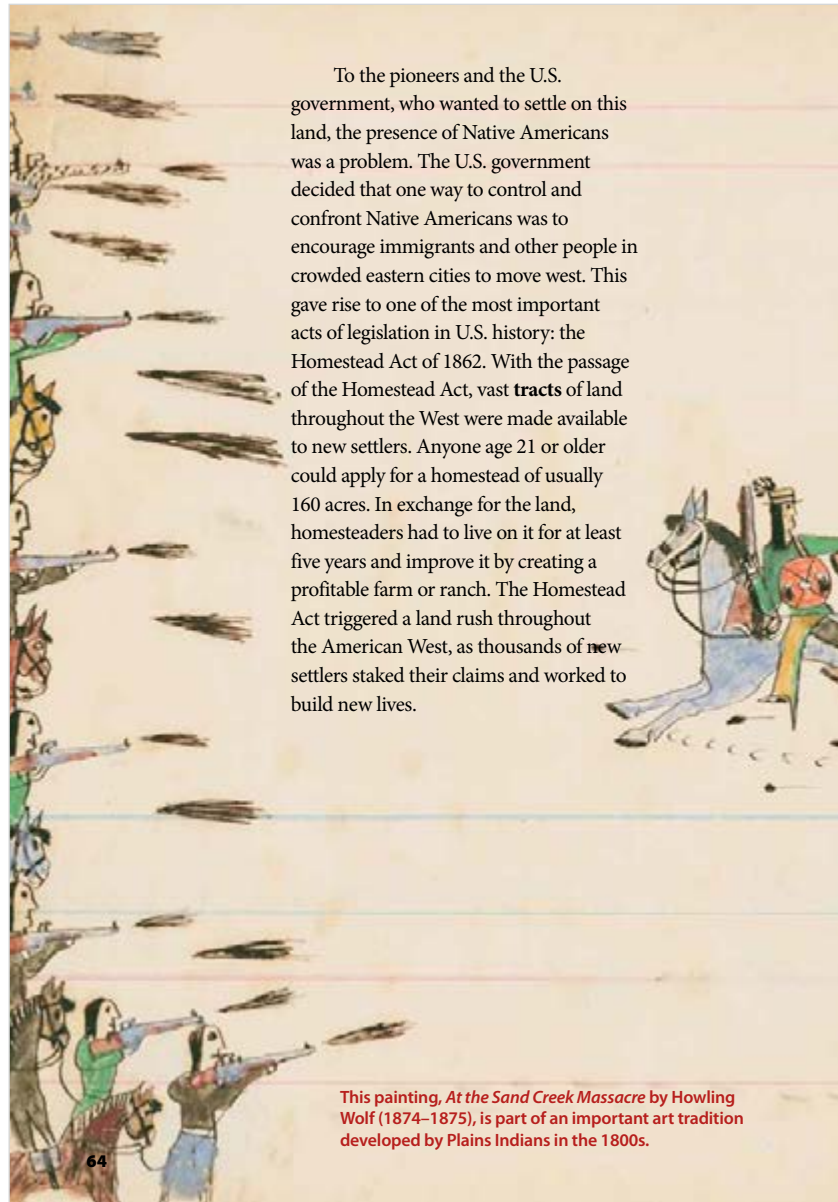 To the pioneers and the U.S.
government, who wanted to settle on this
land, the presence of Native Americans
was a problem. The U.S. government
decided that one way to control and
confront Native Americans was to
encourage immigrants and other people in
crowded eastern cities to move west. This
gave rise to one of the most important
acts of legislation in U.S. history: the
Homestead Act of 1862. With the passage
of the Homestead Act, vast tracts of land
throughout the West were made available
to new settlers. Anyone age 21 or older
could apply for a homestead of usually
160 acres. In exchange for the land,
homesteaders had to live on it for at least
five years and improve it by creating a
profitable farm or ranch. The Homestead
Act triggered a land rush throughout
the American West, as thousands of new
settlers staked their claims and worked to
build new lives.
This painting, At the Sand Creek Massacre by Howling
Wolf (1874–1875), is part of an important art tradition
developed by Plains Indians in the 1800s.
64